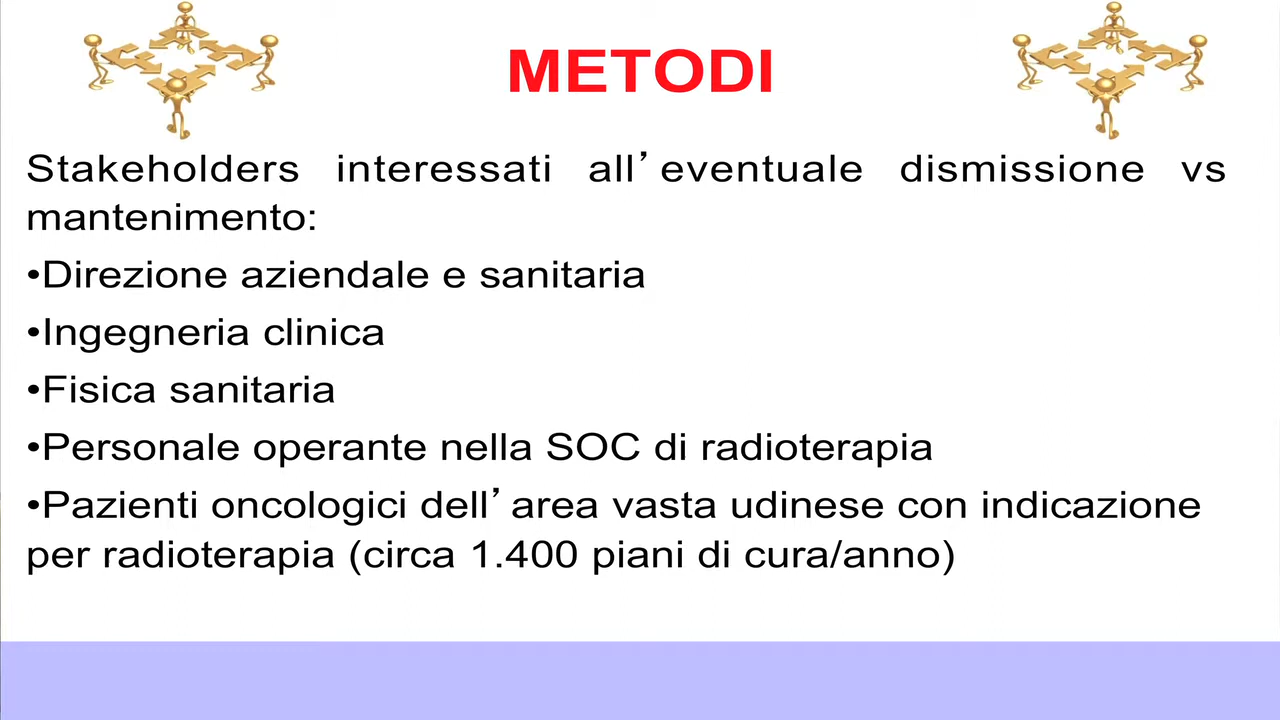 METODI
Stakeholders interessati all’eventuale dismissione vs
mantenimento:
•Direzione aziendale e sanitaria
•Ingegneria clinica
•Fisica sanitaria
•Personale operante nella SOC di radioterapia
•Pazienti oncologici dell’area vasta udinese con indicazione
per radioterapia (circa 1.400 piani di cura/anno)